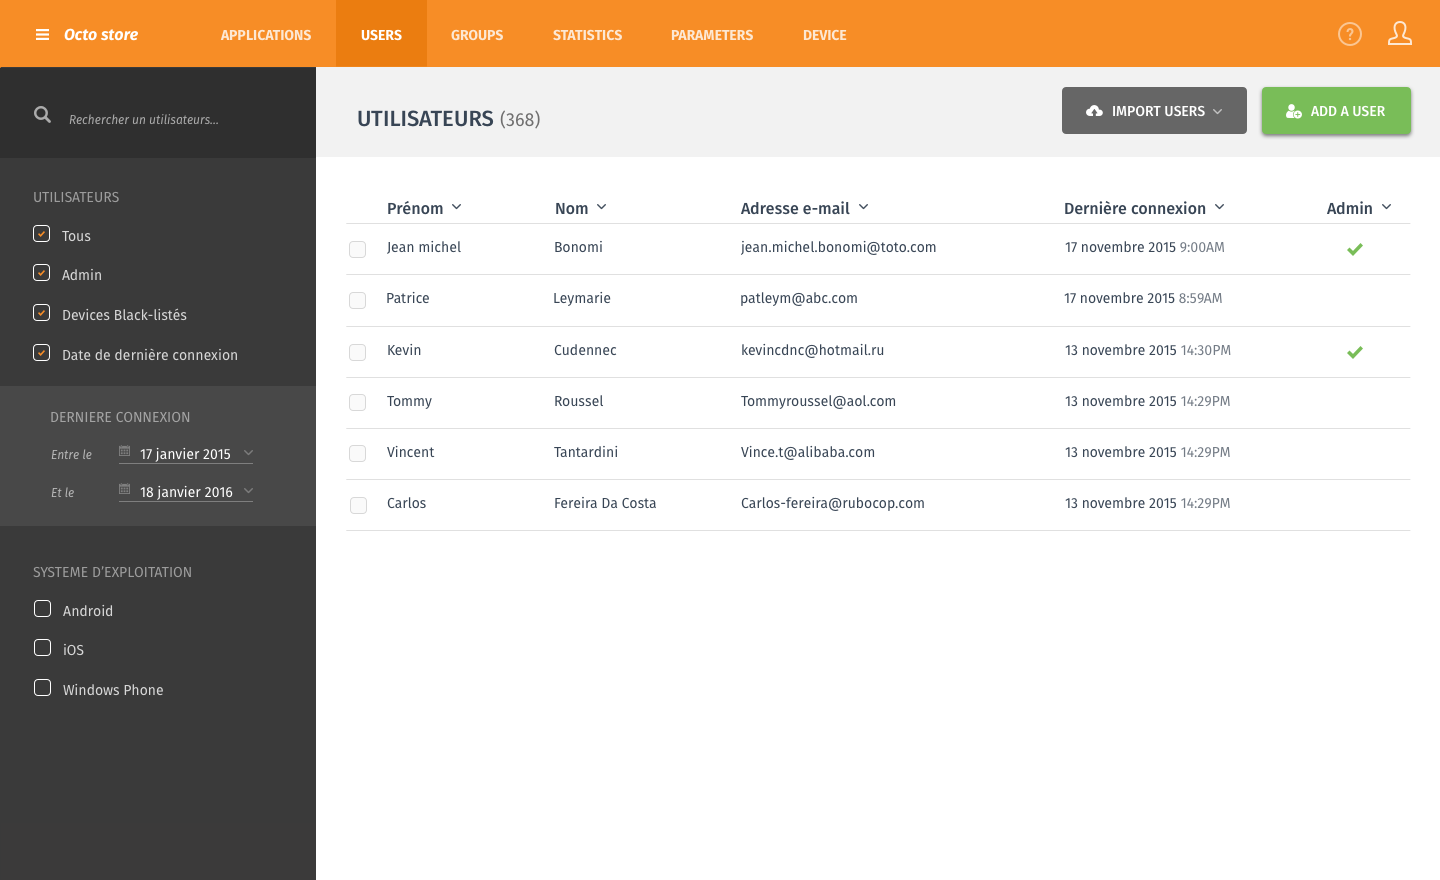 Octo store APPLICATIONS USERS GROUPS STATISTICS PARAMETERS DEVICE ?
Rechercher un utilisateurs...
UTILISATEURS
Tous
Admin
Devices Black-listés
Date de dernière connexion
DERNIERE CONNEXION
Entre le 17 janvier 2015
Et le 18 janvier 2016
SYSTEME D’EXPLOITATION
Android
iOS
Windows Phone
UTILISATEURS (368) IMPORT USERS ADD A USER
Prénom Nom Adresse e-mail Dernière connexion Admin
Jean michel Bonomi jean.michel.bonomi@toto.com 17 novembre 2015 9:00AM
Patrice Leymarie patleym@abc.com 17 novembre 2015 8:59AM
Kevin Cudennec kevincdnc@hotmail.ru 13 novembre 2015 14:30PM
Tommy Roussel Tommyroussel@aol.com 13 novembre 2015 14:29PM
Vincent Tantardini Vince.t@alibaba.com 13 novembre 2015 14:29PM
Carlos Fereira Da Costa Carlos-fereira@rubocop.com 13 novembre 2015 14:29PM